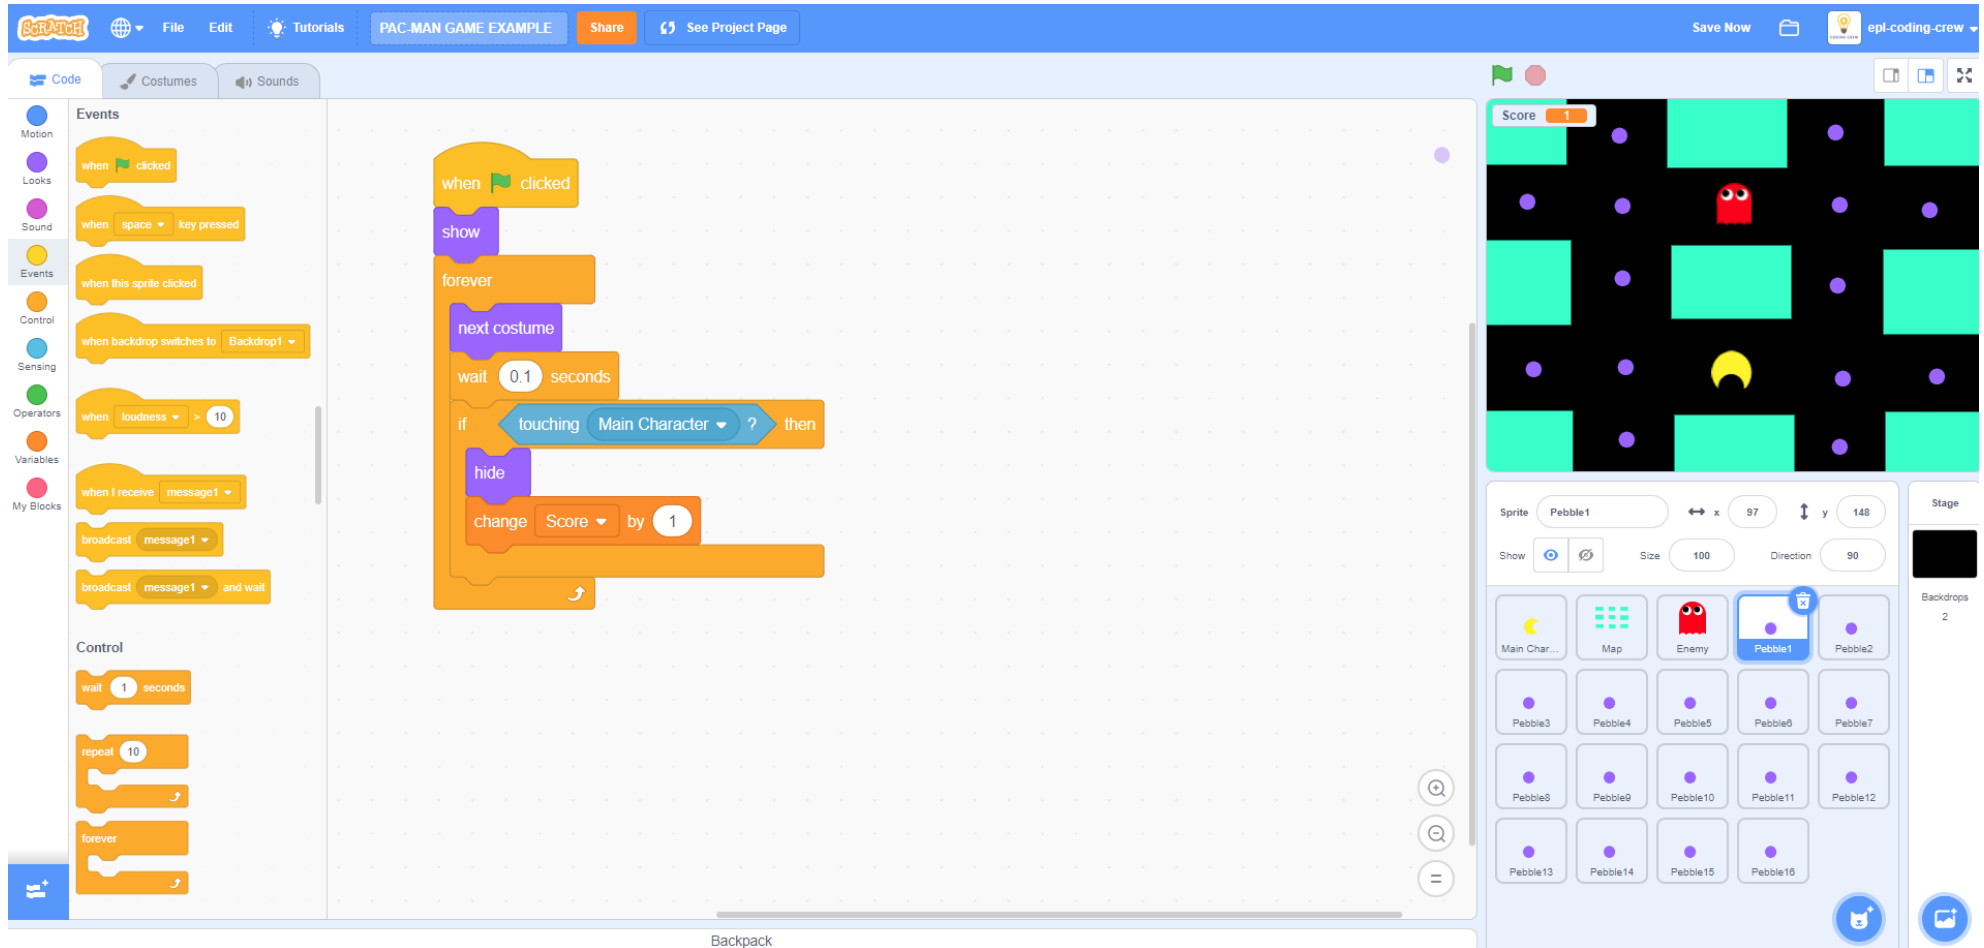 SCRATCH File Edit Tutorials PAC-MAN GAME EXAMPLE Share See Project Page Save Now epl-coding-crew
Code Costumes Sounds
Motion
Looks
Sound
Events
Control
Sensing
Operators
Variables
My Blocks
Events
when clicked
when space key pressed
when this sprite clicked
when backdrop switches to Backdrop1
when loudness > 10
when I receive message1
broadcast message1
broadcast message1 and wait
Control
wait 1 seconds
repeat 10
forever
when clicked
show
forever
next costume
wait 0.1 seconds
if touching Main Character ? then
hide
change Score by 1
Backpack
Score 1
Sprite Pebble1 x 97 y 148
Show Size 100 Direction 90
Main Char... Map Enemy Pebble1 Pebble2
Pebble3 Pebble4 Pebble5 Pebble6 Pebble7
Pebble8 Pebble9 Pebble10 Pebble11 Pebble12
Pebble13 Pebble14 Pebble15 Pebble16
Stage
Backdrops
2